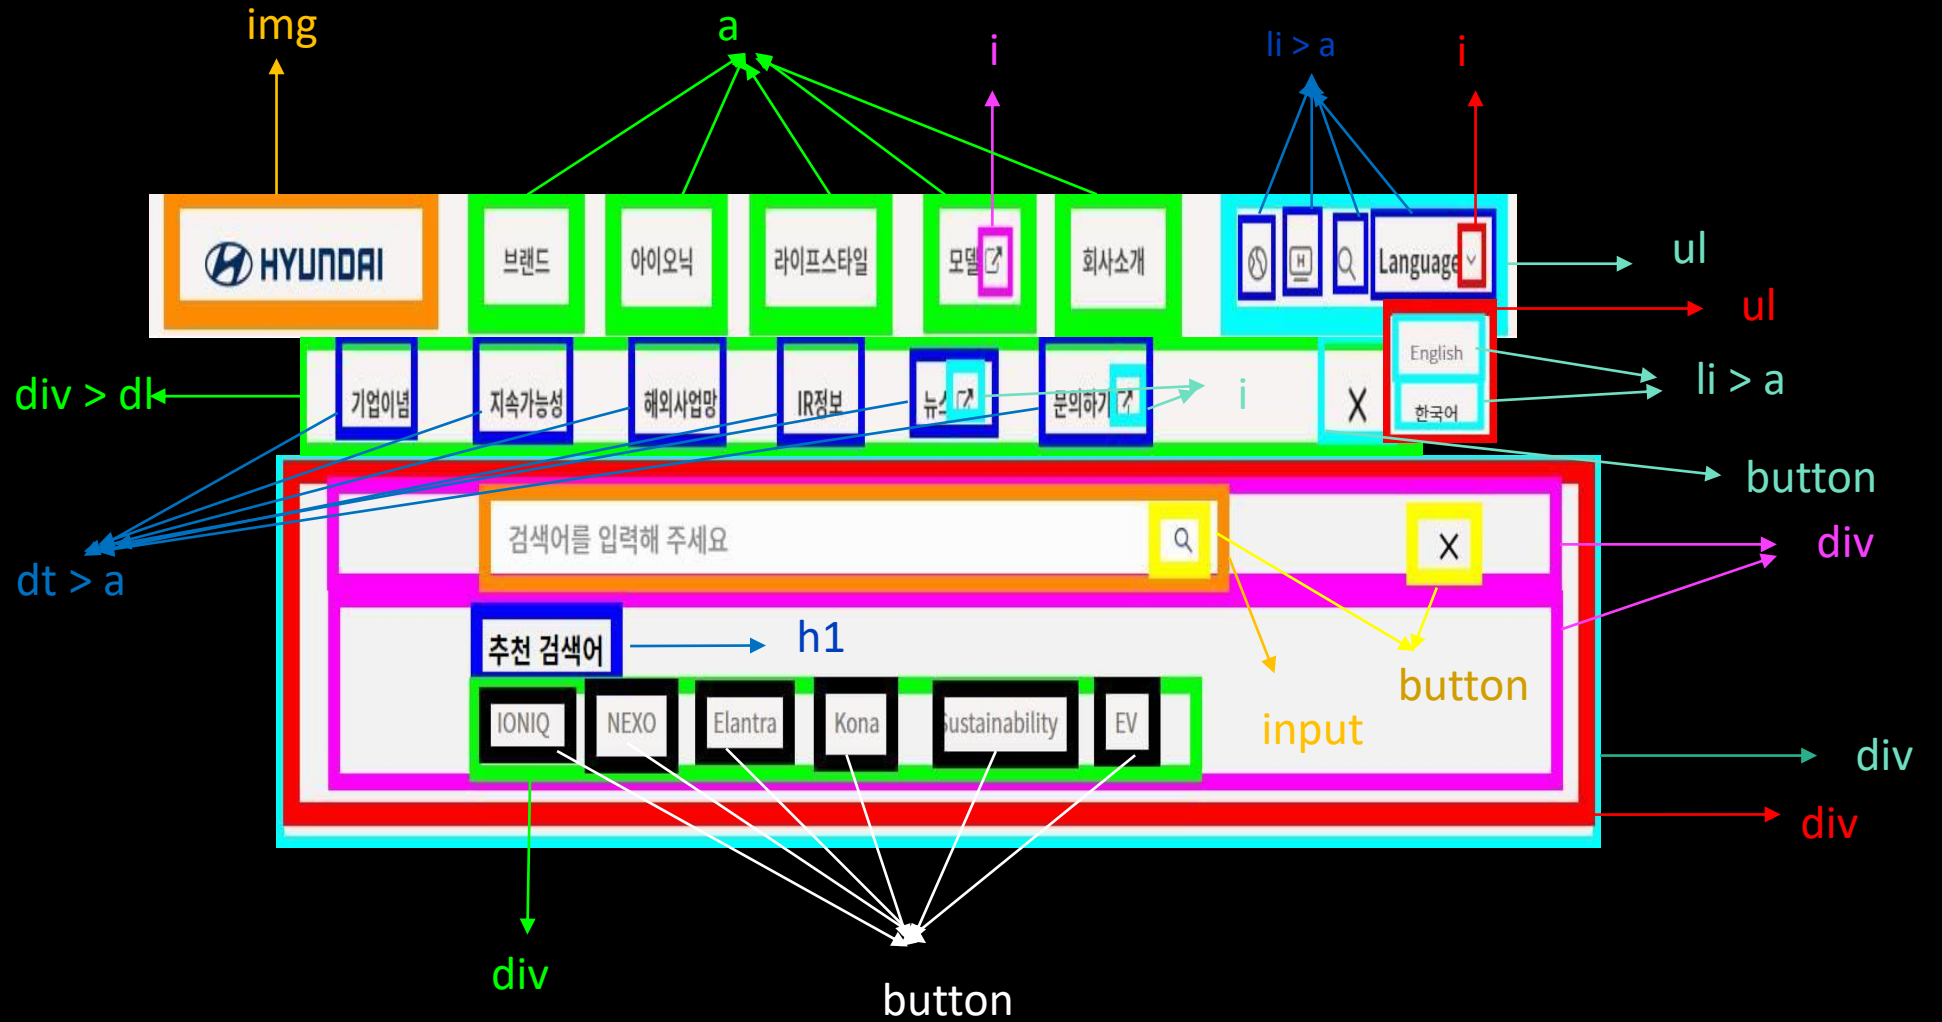 img
a
i
li > a
i
HYUNDAI
브랜드
아이오닉
라이프스타일
모델
회사소개
H
Language
ul
ul
English
한국어
li > a
div > dl
기업이념
지속가능성
해외사업망
IR정보
뉴스
문의하기
X
i
button
검색어를 입력해 주세요
X
div
dt > a
추천 검색어
h1
button
IONIQ
NEXO
Elantra
Kona
Sustainability
EV
input
div
div
div
button